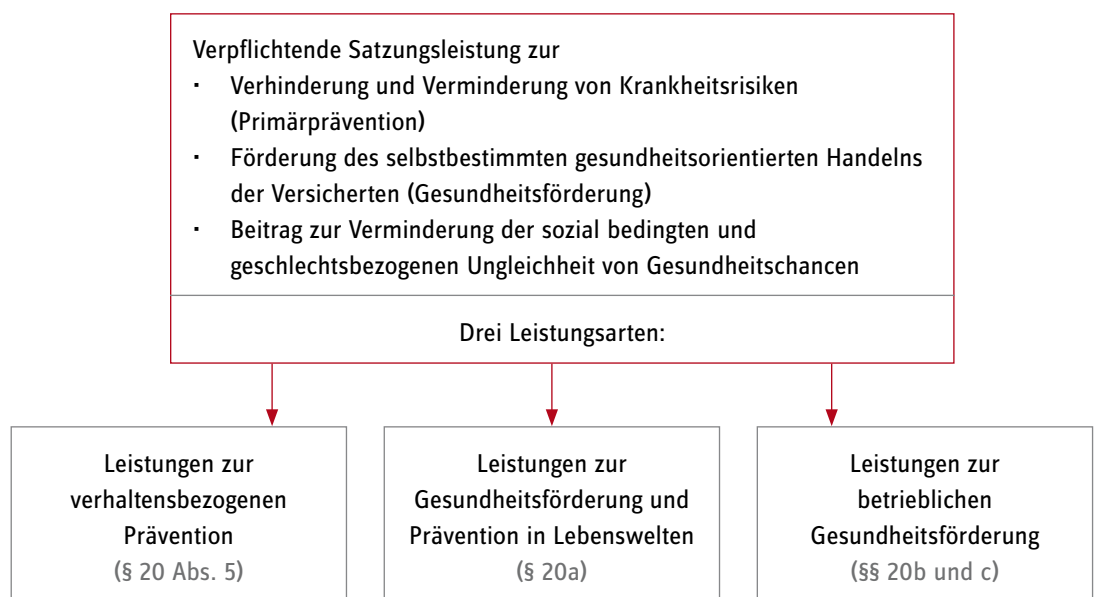 Verpflichtende Satzungsleistung zur
· Verhinderung und Verminderung von Krankheitsrisiken
(Primärprävention)
· Förderung des selbstbestimmten gesundheitsorientierten Handelns
der Versicherten (Gesundheitsförderung)
· Beitrag zur Verminderung der sozial bedingten und
geschlechtsbezogenen Ungleichheit von Gesundheitschancen
Drei Leistungsarten:
Leistungen zur
verhaltensbezogenen
Prävention
(§ 20 Abs. 5)
Leistungen zur
Gesundheitsförderung und
Prävention in Lebenswelten
(§ 20a)
Leistungen zur
betrieblichen
Gesundheitsförderung
(§§ 20b und c)